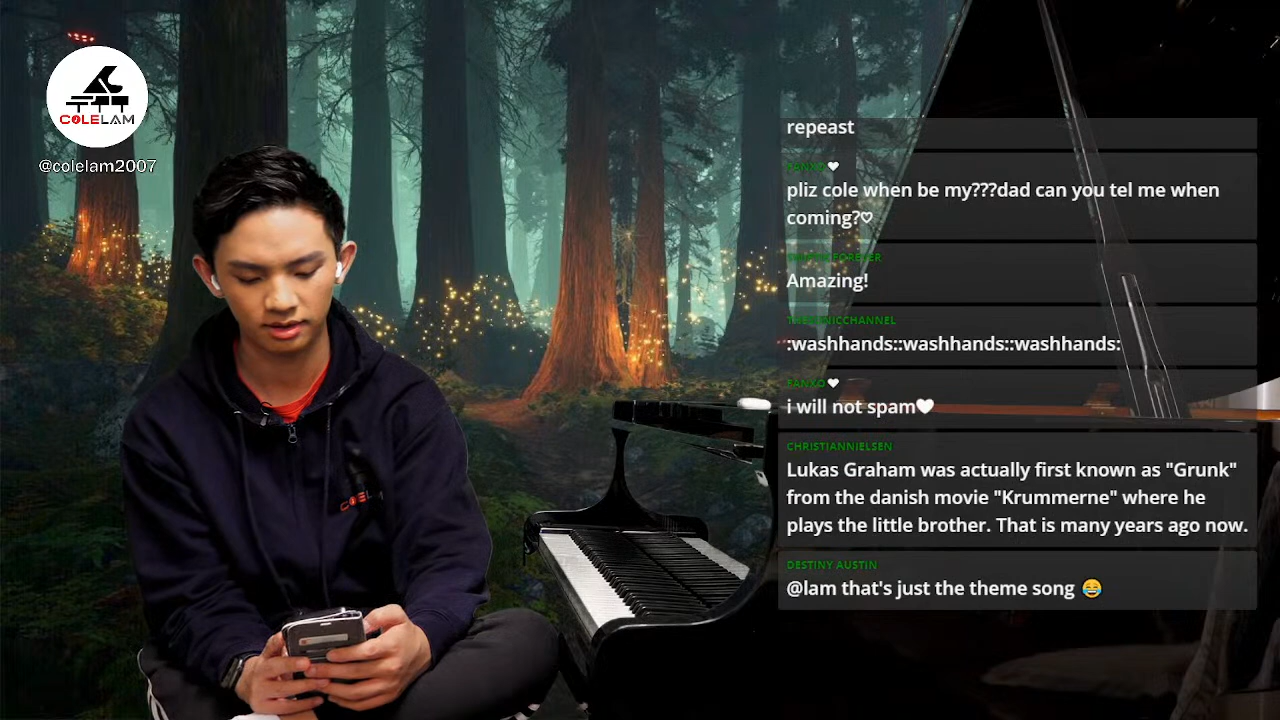 COLELAM
@colelam2007
repeast
pliz cole when be my???dad can you tel me when
coming?♡
FOREVER
Amazing!
:washhands::washhands::washhands:
i will not spam🤍
CHRISTIANNIELSEN
Lukas Graham was actually first known as "Grunk"
from the danish movie "Krummerne" where he
plays the little brother. That is many years ago now.
DESTINY AUSTIN
@lam that's just the theme song 😂